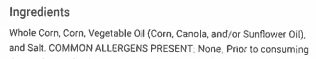 Ingredients
Whole Corn, Corn, Vegetable Oil (Corn, Canola, and/or Sunflower Oil),
and Salt. COMMON ALLERGENS PRESENT: None. Prior to consuming